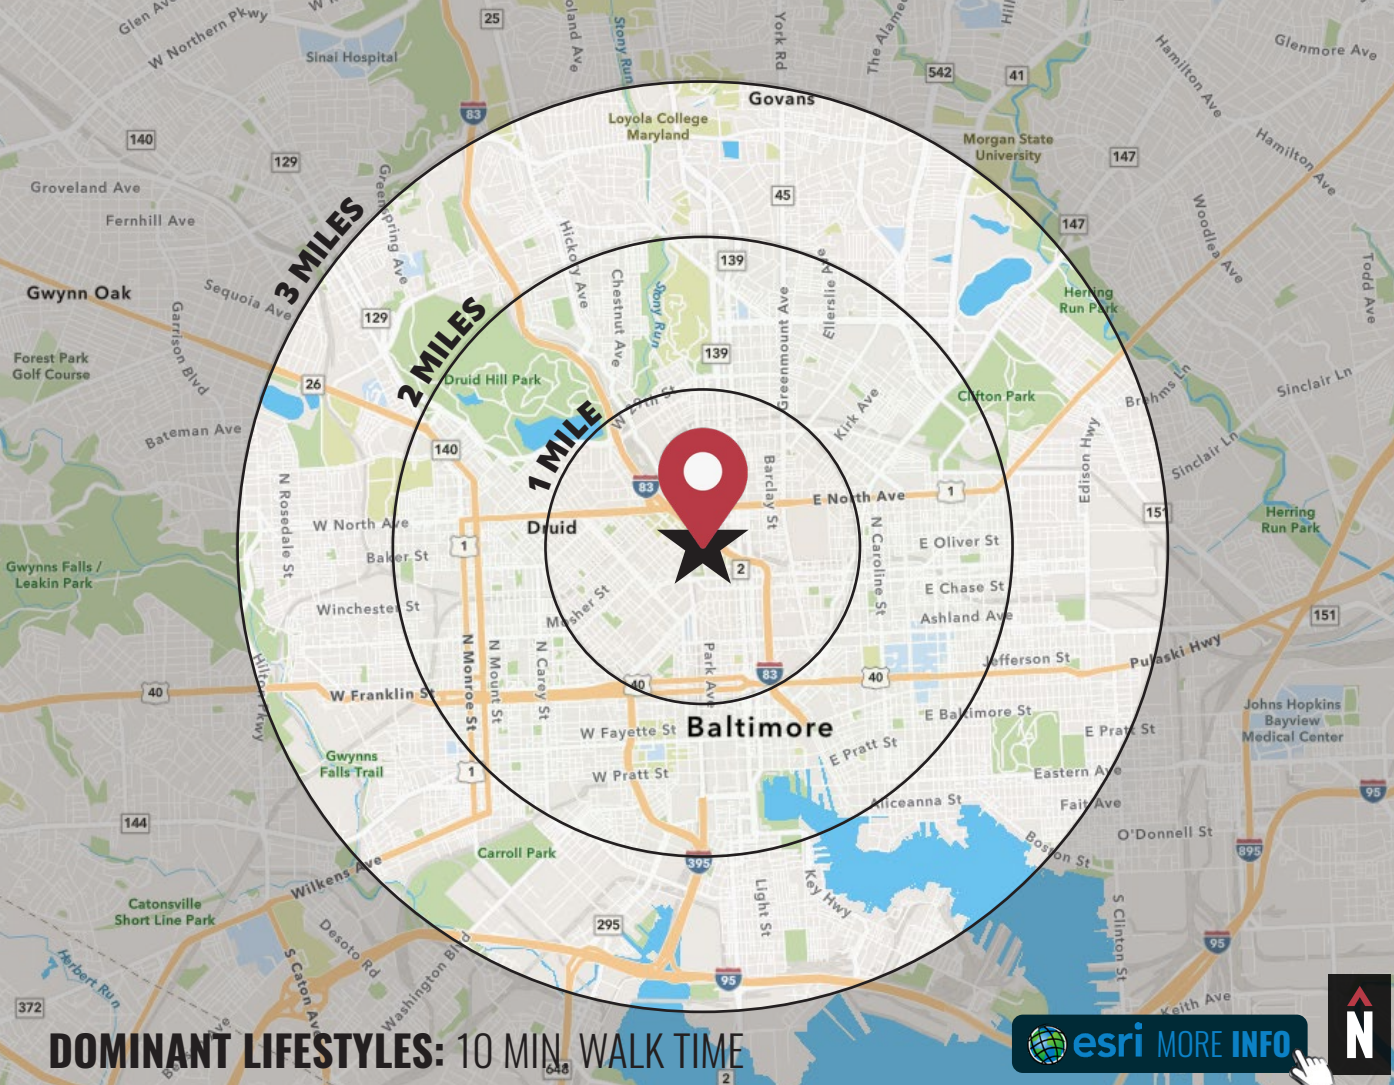 Glen Ave
W Northern Pkwy
25
Stony Run
York Rd
The Alame
Hamilton Ave
Glenmore Ave
Sinai Hospital
542
41
Govans
83
Loyola College
Maryland
Morgan State
University
140
129
147
Hamilton Ave
Groveland Ave
Greenspring Ave
45
Fernhill Ave
3 MILES
147
Woodlea Ave
Hickory Ave
139
Ellerslie Ave
Todd Ave
Gwynn Oak
Sequoia Ave
Chestnut Ave
Stony Run
Greenmount Ave
Herring
Run Park
129
2 MILES
Garrison Blvd
139
Forest Park
Golf Course
26
Druid Hill Park
Clifton Park
Sinclair Ln
Brehms Ln
W 29th St
Kirk Ave
1 MILE
Bateman Ave
140
Edison Hwy
Sinclair Ln
N Rosedale St
83
Barclay St
E North Ave
1
151
W North Ave
Druid
N Caroline St
Herring
Run Park
1
E Oliver St
Baker St
Gwynns Falls /
Leakin Park
2
E Chase St
Winchester St
Mosher St
Ashland Ave
151
N Monroe St
N Mount St
N Carey St
Park Ave
Jefferson St
Pulaski Hwy
Hilton Pkwy
83
40
W Franklin St
40
40
E Baltimore St
Johns Hopkins
Bayview
Medical Center
W Fayette St
Baltimore
E Pratt St
E Pratt St
Gwynns
Falls Trail
1
W Pratt St
Eastern Ave
95
Aliceanna St
Fait Ave
144
O'Donnell St
Carroll Park
395
Boston St
895
Wilkens Ave
Light St
Key Hwy
Catonsville
Short Line Park
295
S Clinton St
Desoto Rd
Washington Blvd
95
S Caton Ave
Herbert Run
95
372
Keith Ave
DOMINANT LIFESTYLES: 10 MIN. WALK TIME
648
2
esri MORE INFO
N